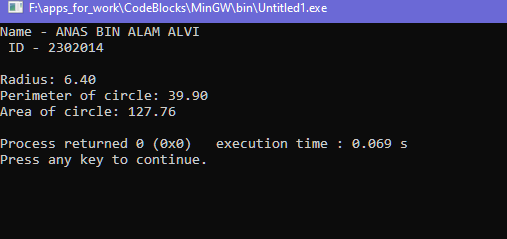 F:\apps_for_work\CodeBlocks\MinGW\bin\Untitled1.exe
Name - ANAS BIN ALAM ALVI
ID - 2302014
Radius: 6.40
Perimeter of circle: 39.90
Area of circle: 127.76
Process returned 0 (0x0)   execution time : 0.069 s
Press any key to continue.